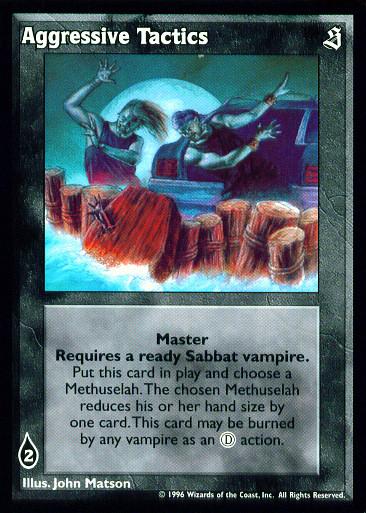 Aggressive Tactics
Master
Requires a ready Sabbat vampire.
Put this card in play and choose a
Methuselah. The chosen Methuselah
reduces his or her hand size by
one card. This card may be burned
by any vampire as an Ⓓ action.
2
Illus. John Matson
© 1996 Wizards of the Coast, Inc. All Rights Reserved.